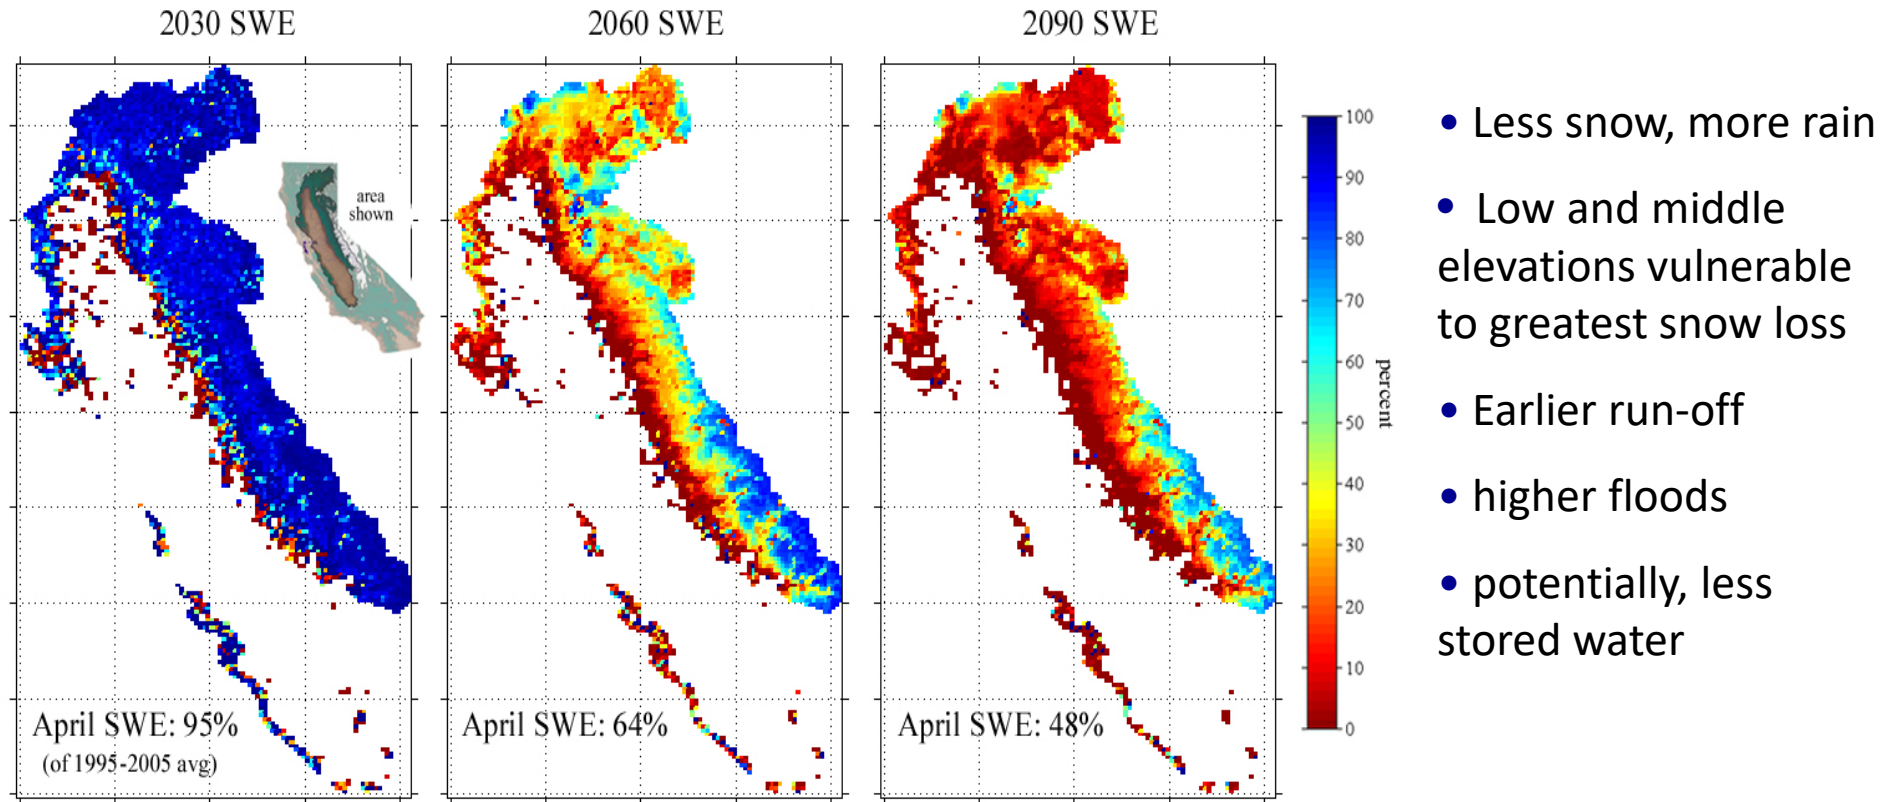 2030 SWE
2060 SWE
2090 SWE
area
shown
April SWE: 95%
(of 1995-2005 avg)
April SWE: 64%
April SWE: 48%
100
90
80
70
60
50
40
30
20
10
0
percent
• Less snow, more rain
• Low and middle
elevations vulnerable
to greatest snow loss
• Earlier run-off
• higher floods
• potentially, less
stored water